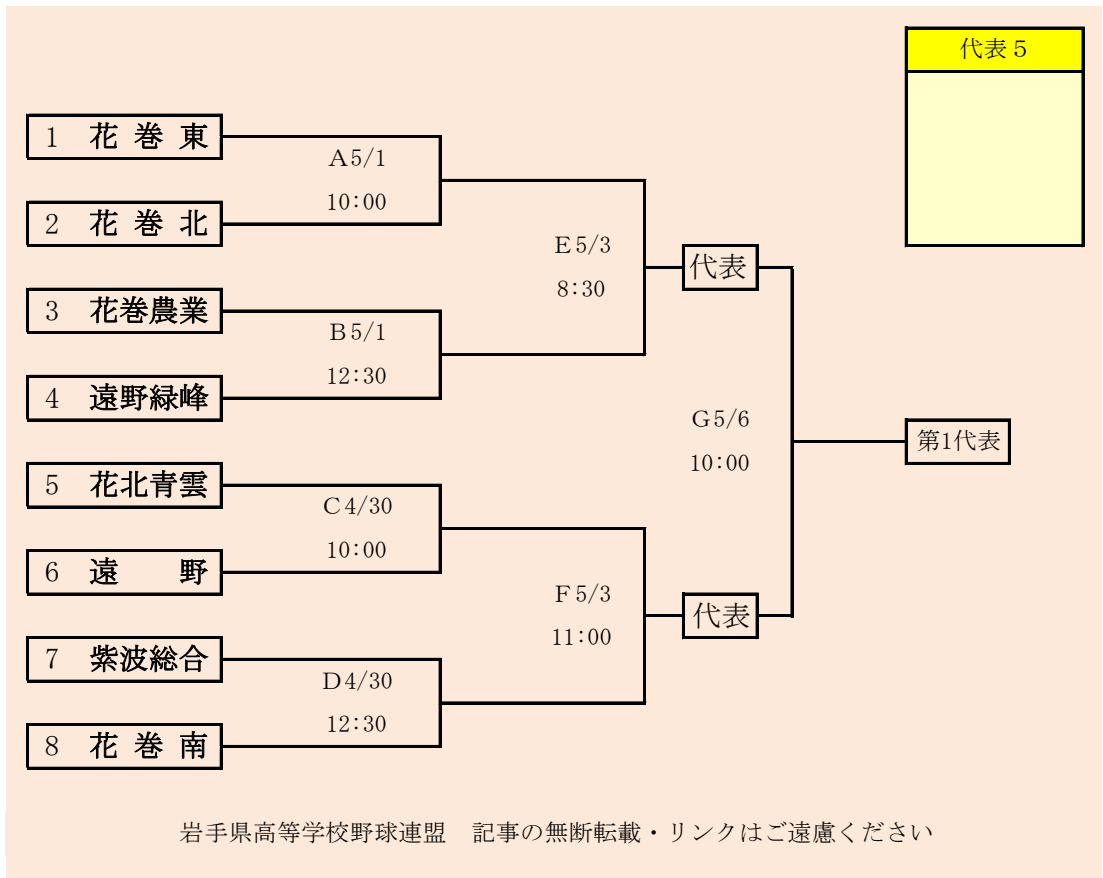 代表５
1 花 巻 東
A5/1
10:00
2 花 巻 北
E5/3
8:30
代表
3 花巻農業
B5/1
12:30
4 遠野緑峰
G5/6
10:00
第1代表
5 花北青雲
C4/30
10:00
6 遠　　野
F5/3
11:00
代表
7 紫波総合
D4/30
12:30
8 花 巻 南
岩手県高等学校野球連盟　記事の無断転載・リンクはご遠慮ください